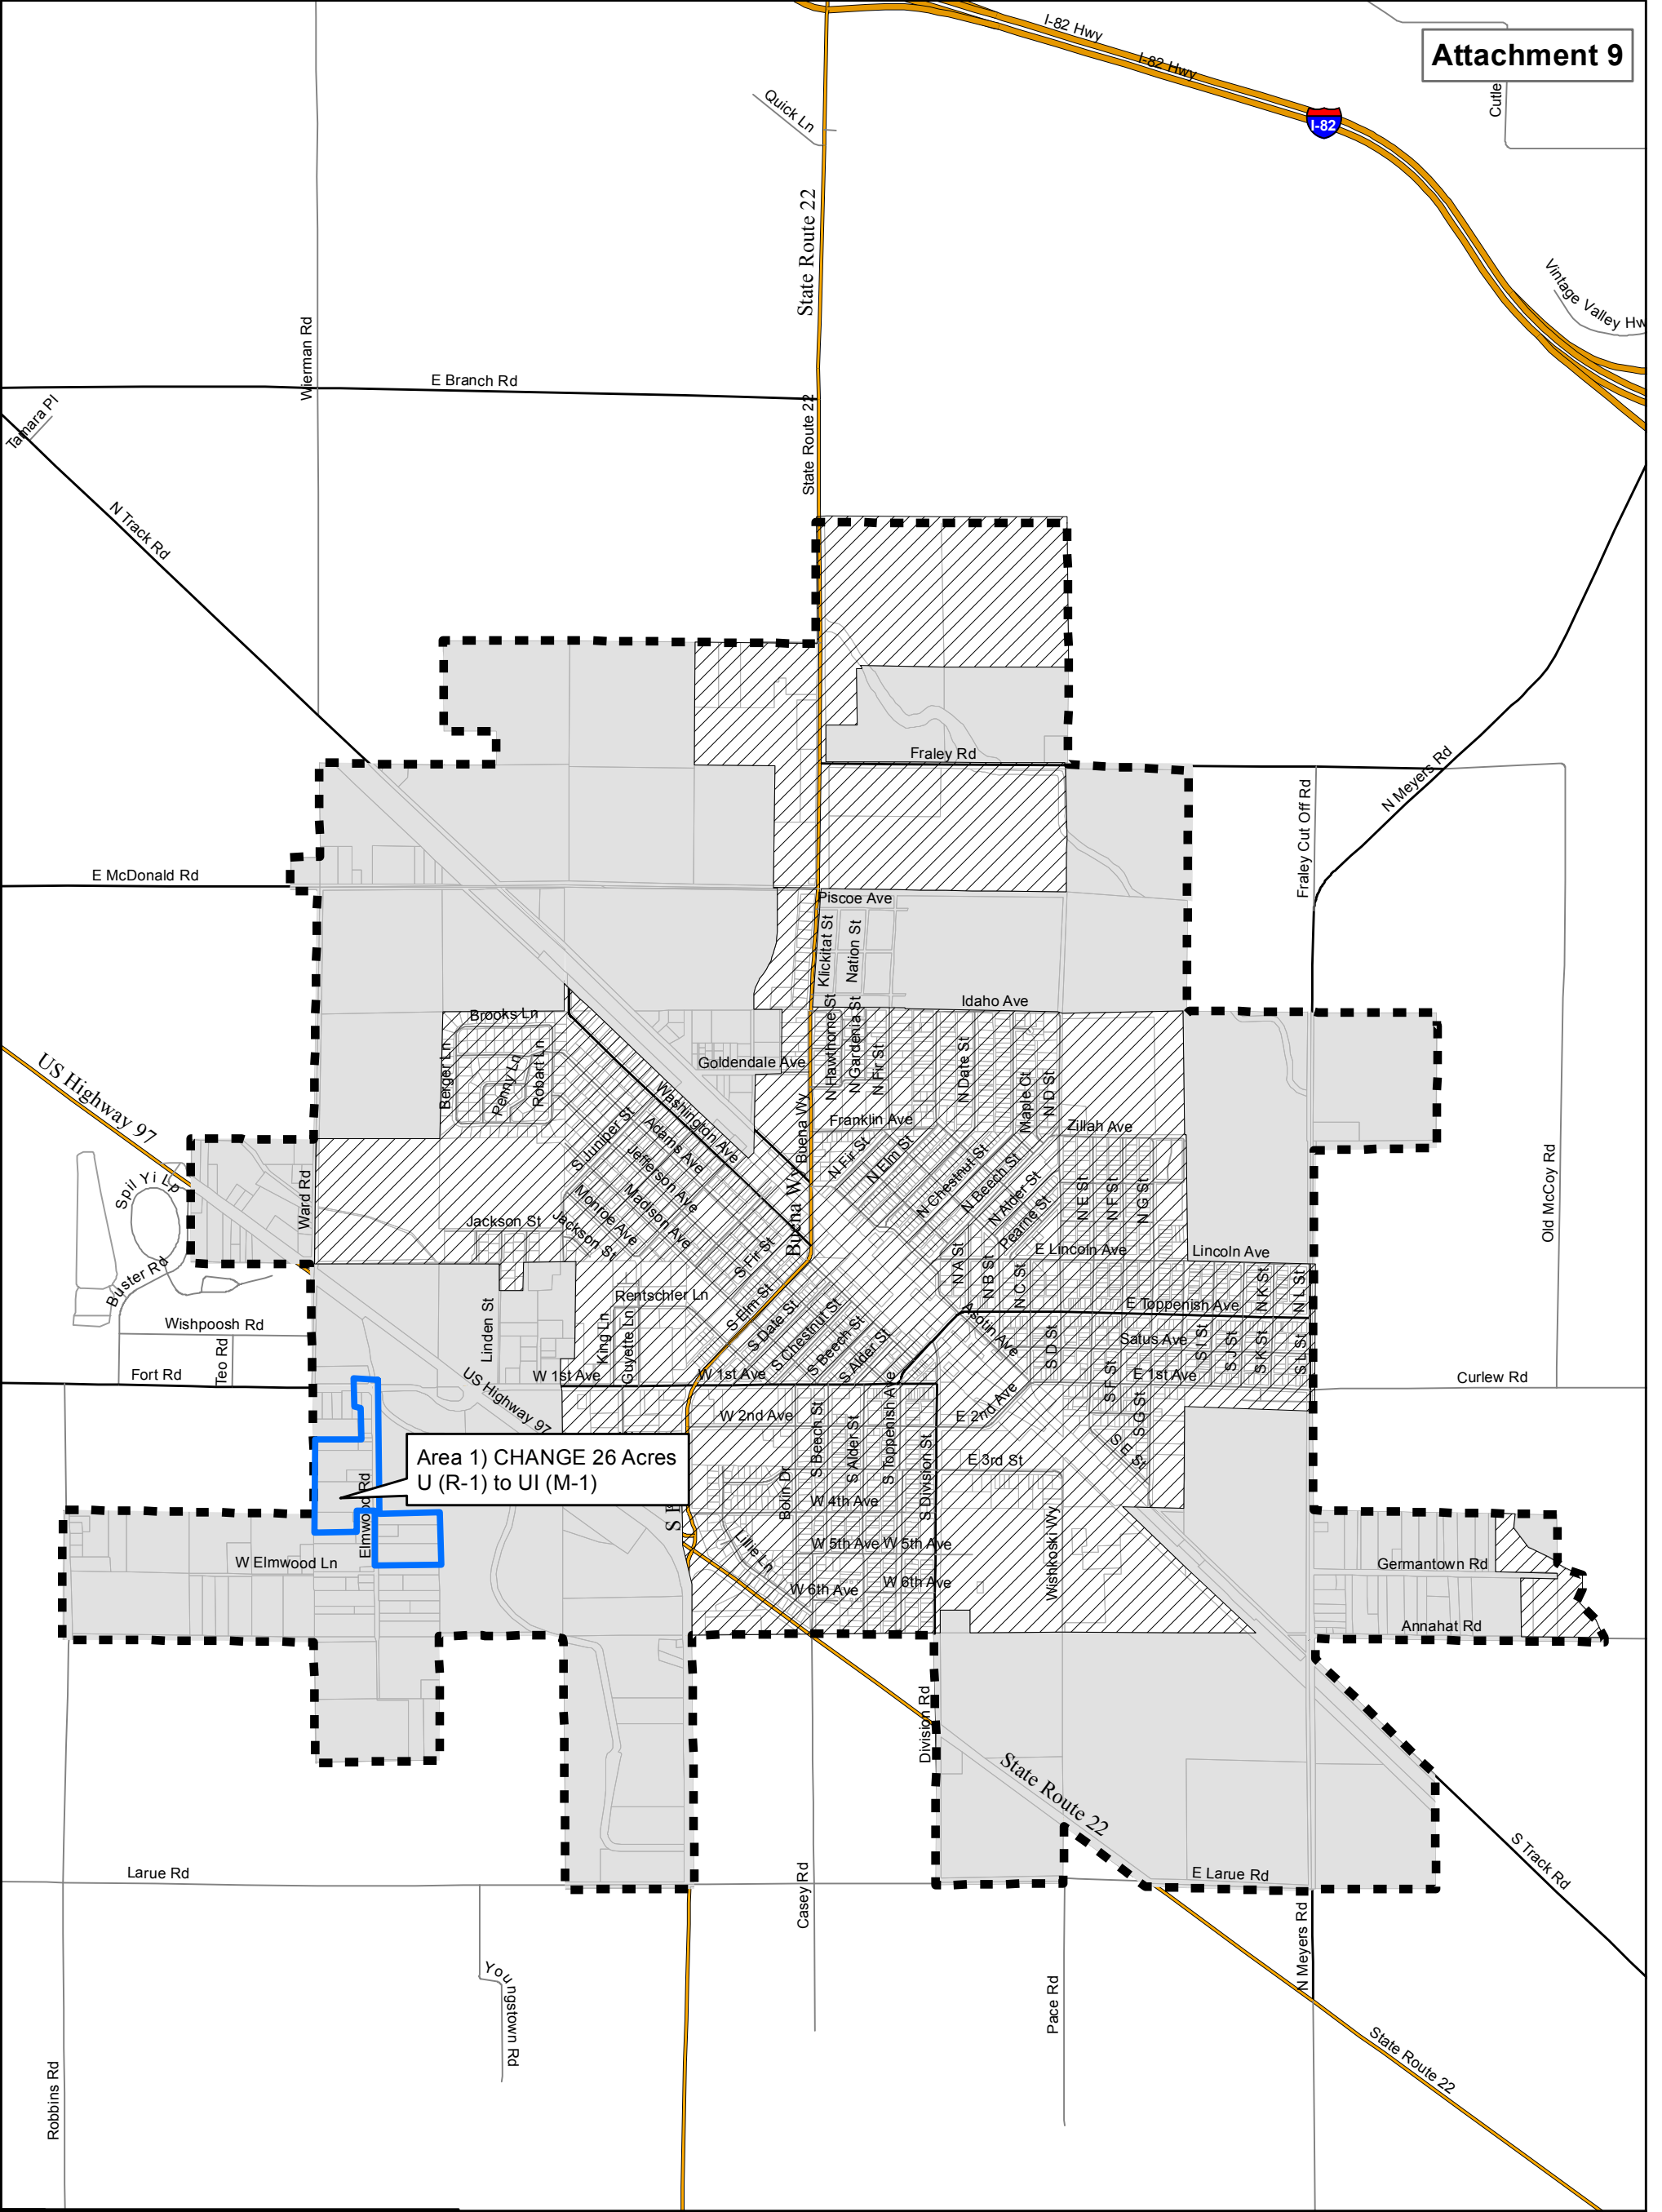 I-82 Hwy
I-82 Hwy
Attachment 9
Cutle
I-82
Quick Ln
State Route 22
Vintage Valley Hw
Wierman Rd
E Branch Rd
Tamara Pl
State Route 22
N Track Rd
Fraley Rd
N Meyers Rd
Fraley Cut Off Rd
E McDonald Rd
Piscoe Ave
Klickitat St
Nation St
Idaho Ave
Brooks Ln
Berger Ln
Penny Ln
Robart Ln
Goldendale Ave
N Hawthorne St
N Gardenia St
N Fir St
N Date St
Maple Ct
N D St
US Highway 97
Washington Ave
Adams Ave
Jefferson Ave
Madison Ave
Monroe Ave
Jackson St
Jackson St
S Juniper St
Buena Wy
Buena Wy
Franklin Ave
Zillah Ave
N Fir St
N Elm St
N Chestnut St
N Beech St
N Alder St
Pearne St
N E St
N F St
N G St
Old McCoy Rd
Spil Yi Lp
Ward Rd
Buster Rd
S Fir St
S Elm St
S Date St
S Chestnut St
S Beech St
S Alder St
N A St
N B St
N C St
E Lincoln Ave
Lincoln Ave
N K St
N L St
E Toppenish Ave
Asotin Ave
Satus Ave
S D St
S I St
S J St
S K St
S L St
Rentschler Ln
King Ln
Guyette Ln
Linden St
Wishpoosh Rd
Teo Rd
Fort Rd
W 1st Ave
W 1st Ave
E 1st Ave
Curlew Rd
US Highway 97
W 2nd Ave
E 2nd Ave
S F St
S G St
S E St
S Beech St
S Alder St
S Toppenish Ave
S Division St
E 3rd St
Area 1) CHANGE 26 Acres
U (R-1) to UI (M-1)
Elmwood Rd
W Elmwood Ln
Bolin Dr
W 4th Ave
Lillie Ln
W 5th Ave
W 5th Ave
W 6th Ave
W 6th Ave
Wishkoski Wy
Germantown Rd
Annahat Rd
Division Rd
State Route 22
S Track Rd
Larue Rd
E Larue Rd
Casey Rd
Pace Rd
N Meyers Rd
Youngstown Rd
Robbins Rd
State Route 22